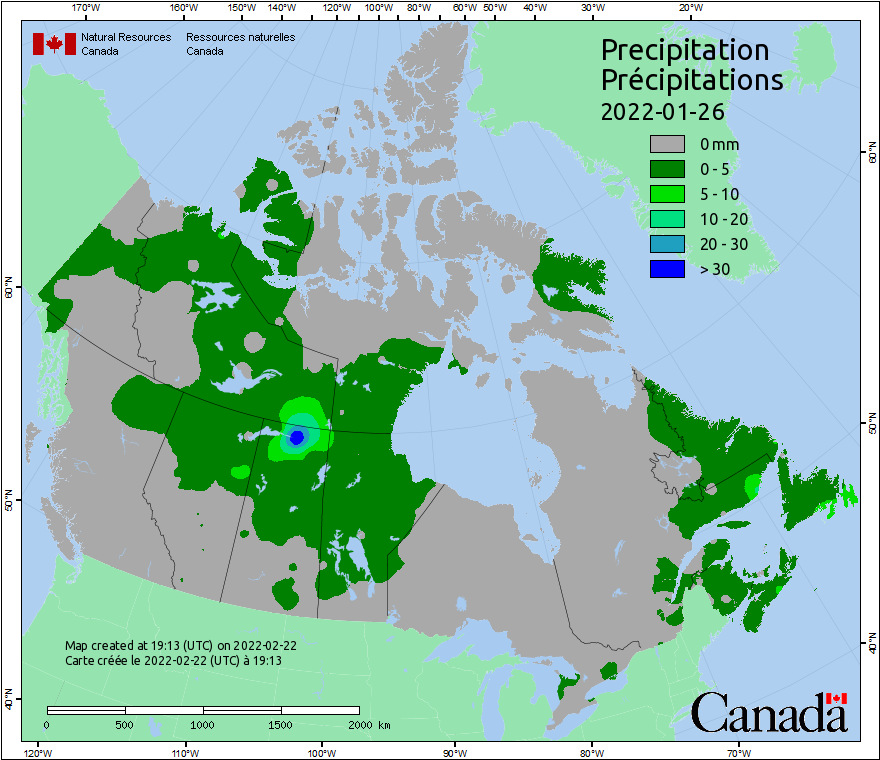 170°W 160°W 150°W 140°W 120°W 100°W 80°W 60°W 50°W 40°W 30°W 20°W
Natural Resources Ressources naturelles
Canada Canada
Precipitation
Précipitations
2022-01-26
0 mm
0 - 5
5 - 10
10 - 20
20 - 30
> 30
60°N
50°N
40°N
60°N
50°N
40°N
Map created at 19:13 (UTC) on 2022-02-22
Carte créée le 2022-02-22 (UTC) à 19:13
0 500 1000 1500 2000 km
Canada
120°W 110°W 100°W 90°W 80°W 70°W